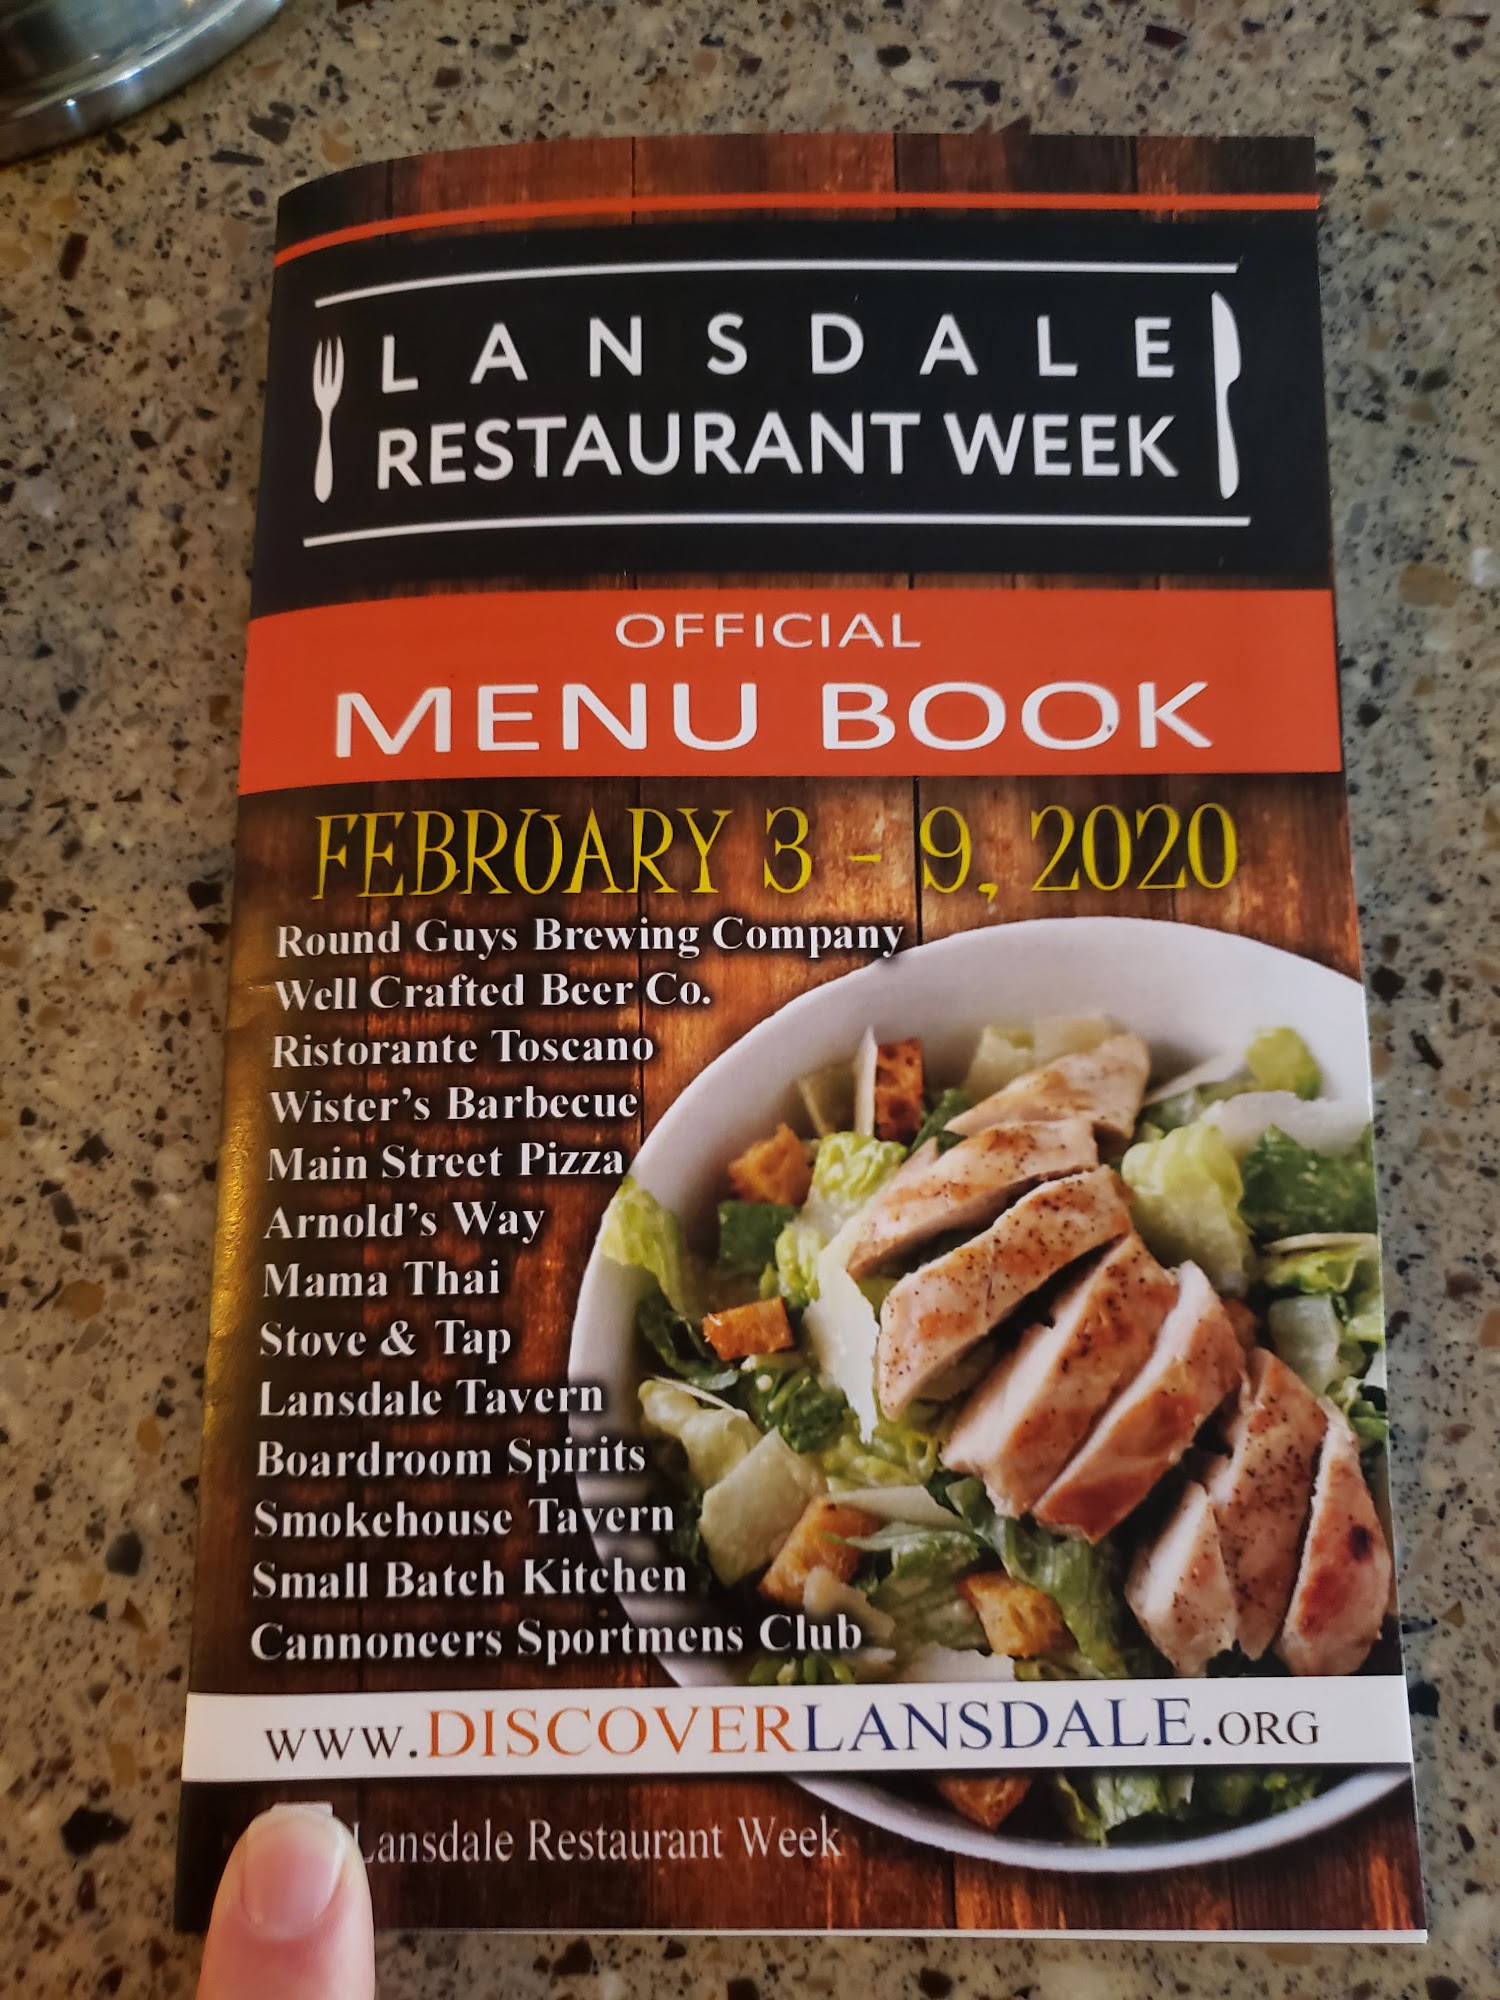 LANSDALE
RESTAURANT WEEK
OFFICIAL
MENU BOOK
FEBRUARY 3 - 9, 2020
Round Guys Brewing Company
Well Crafted Beer Co.
Ristorante Toscano
Wister's Barbecue
Main Street Pizza
Arnold's Way
Mama Thai
Stove & Tap
Lansdale Tavern
Boardroom Spirits
Smokehouse Tavern
Small Batch Kitchen
Cannoneers Sportmens Club
WWW.DISCOVERLANSDALE.ORG
Lansdale Restaurant Week